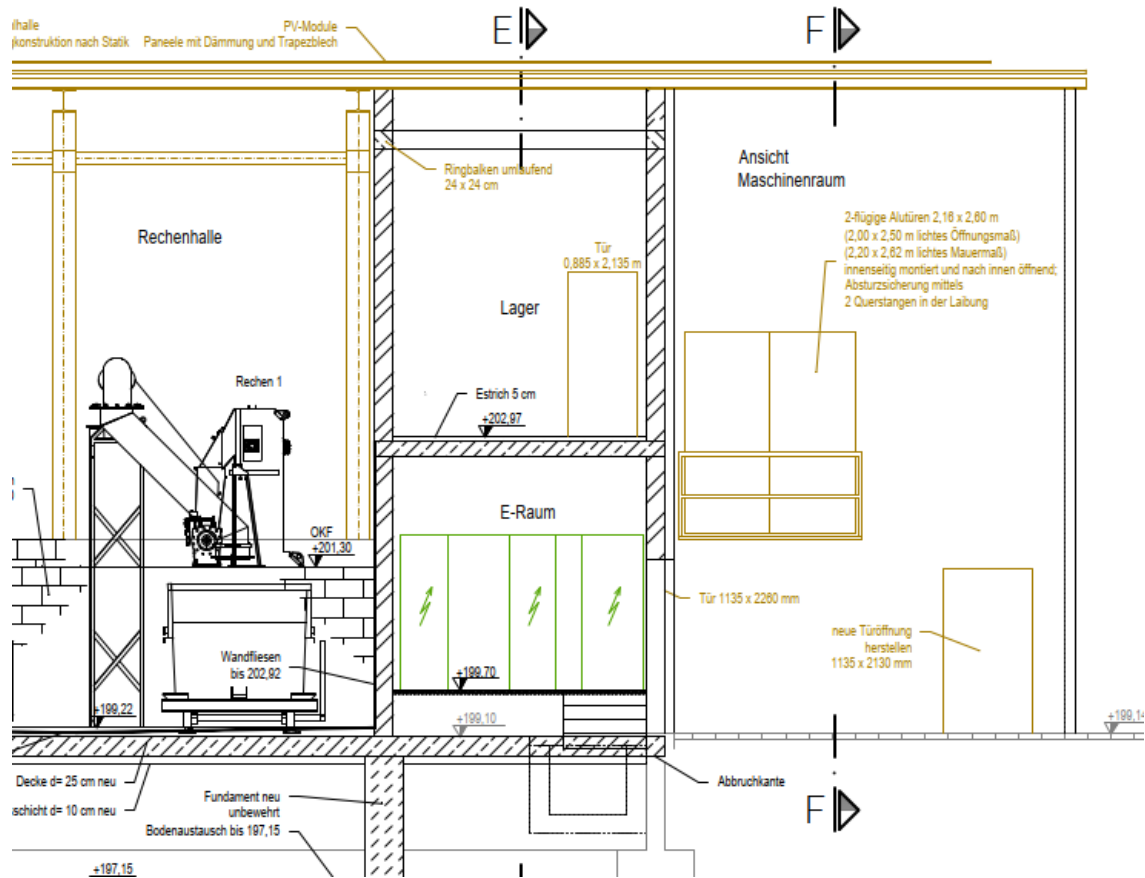 alhalle
gkonstruktion nach Statik
PV-Module
Paneele mit Dämmung und Trapezblech
E
F
Ringbalken umlaufend
24 x 24 cm
Ansicht
Maschinenraum
Rechenhalle
2-flügige Alutüren 2,16 x 2,60 m
(2,00 x 2,50 m lichtes Öffnungsmaß)
(2,20 x 2,62 m lichtes Mauermaß)
innenseitig montiert und nach innen öffnend;
Absturzsicherung mittels
2 Querstangen in der Laibung
Tür
0,885 x 2,135 m
Lager
Rechen 1
Estrich 5 cm
+202,97
E-Raum
OKF
+201,30
Tür 1135 x 2260 mm
neue Türöffnung
herstellen
1135 x 2130 mm
Wandfliesen
bis 202,92
+199.70
+199,22
+199,10
+199,14
Decke d= 25 cm neu
sschicht d= 10 cm neu
Abbruchkante
Fundament neu
unbewehrt
Bodenaustausch bis 197,15
F
+197,15